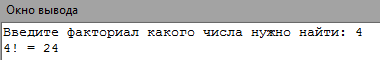 Окно вывода
Введите факториал какого числа нужно найти: 4
4! = 24